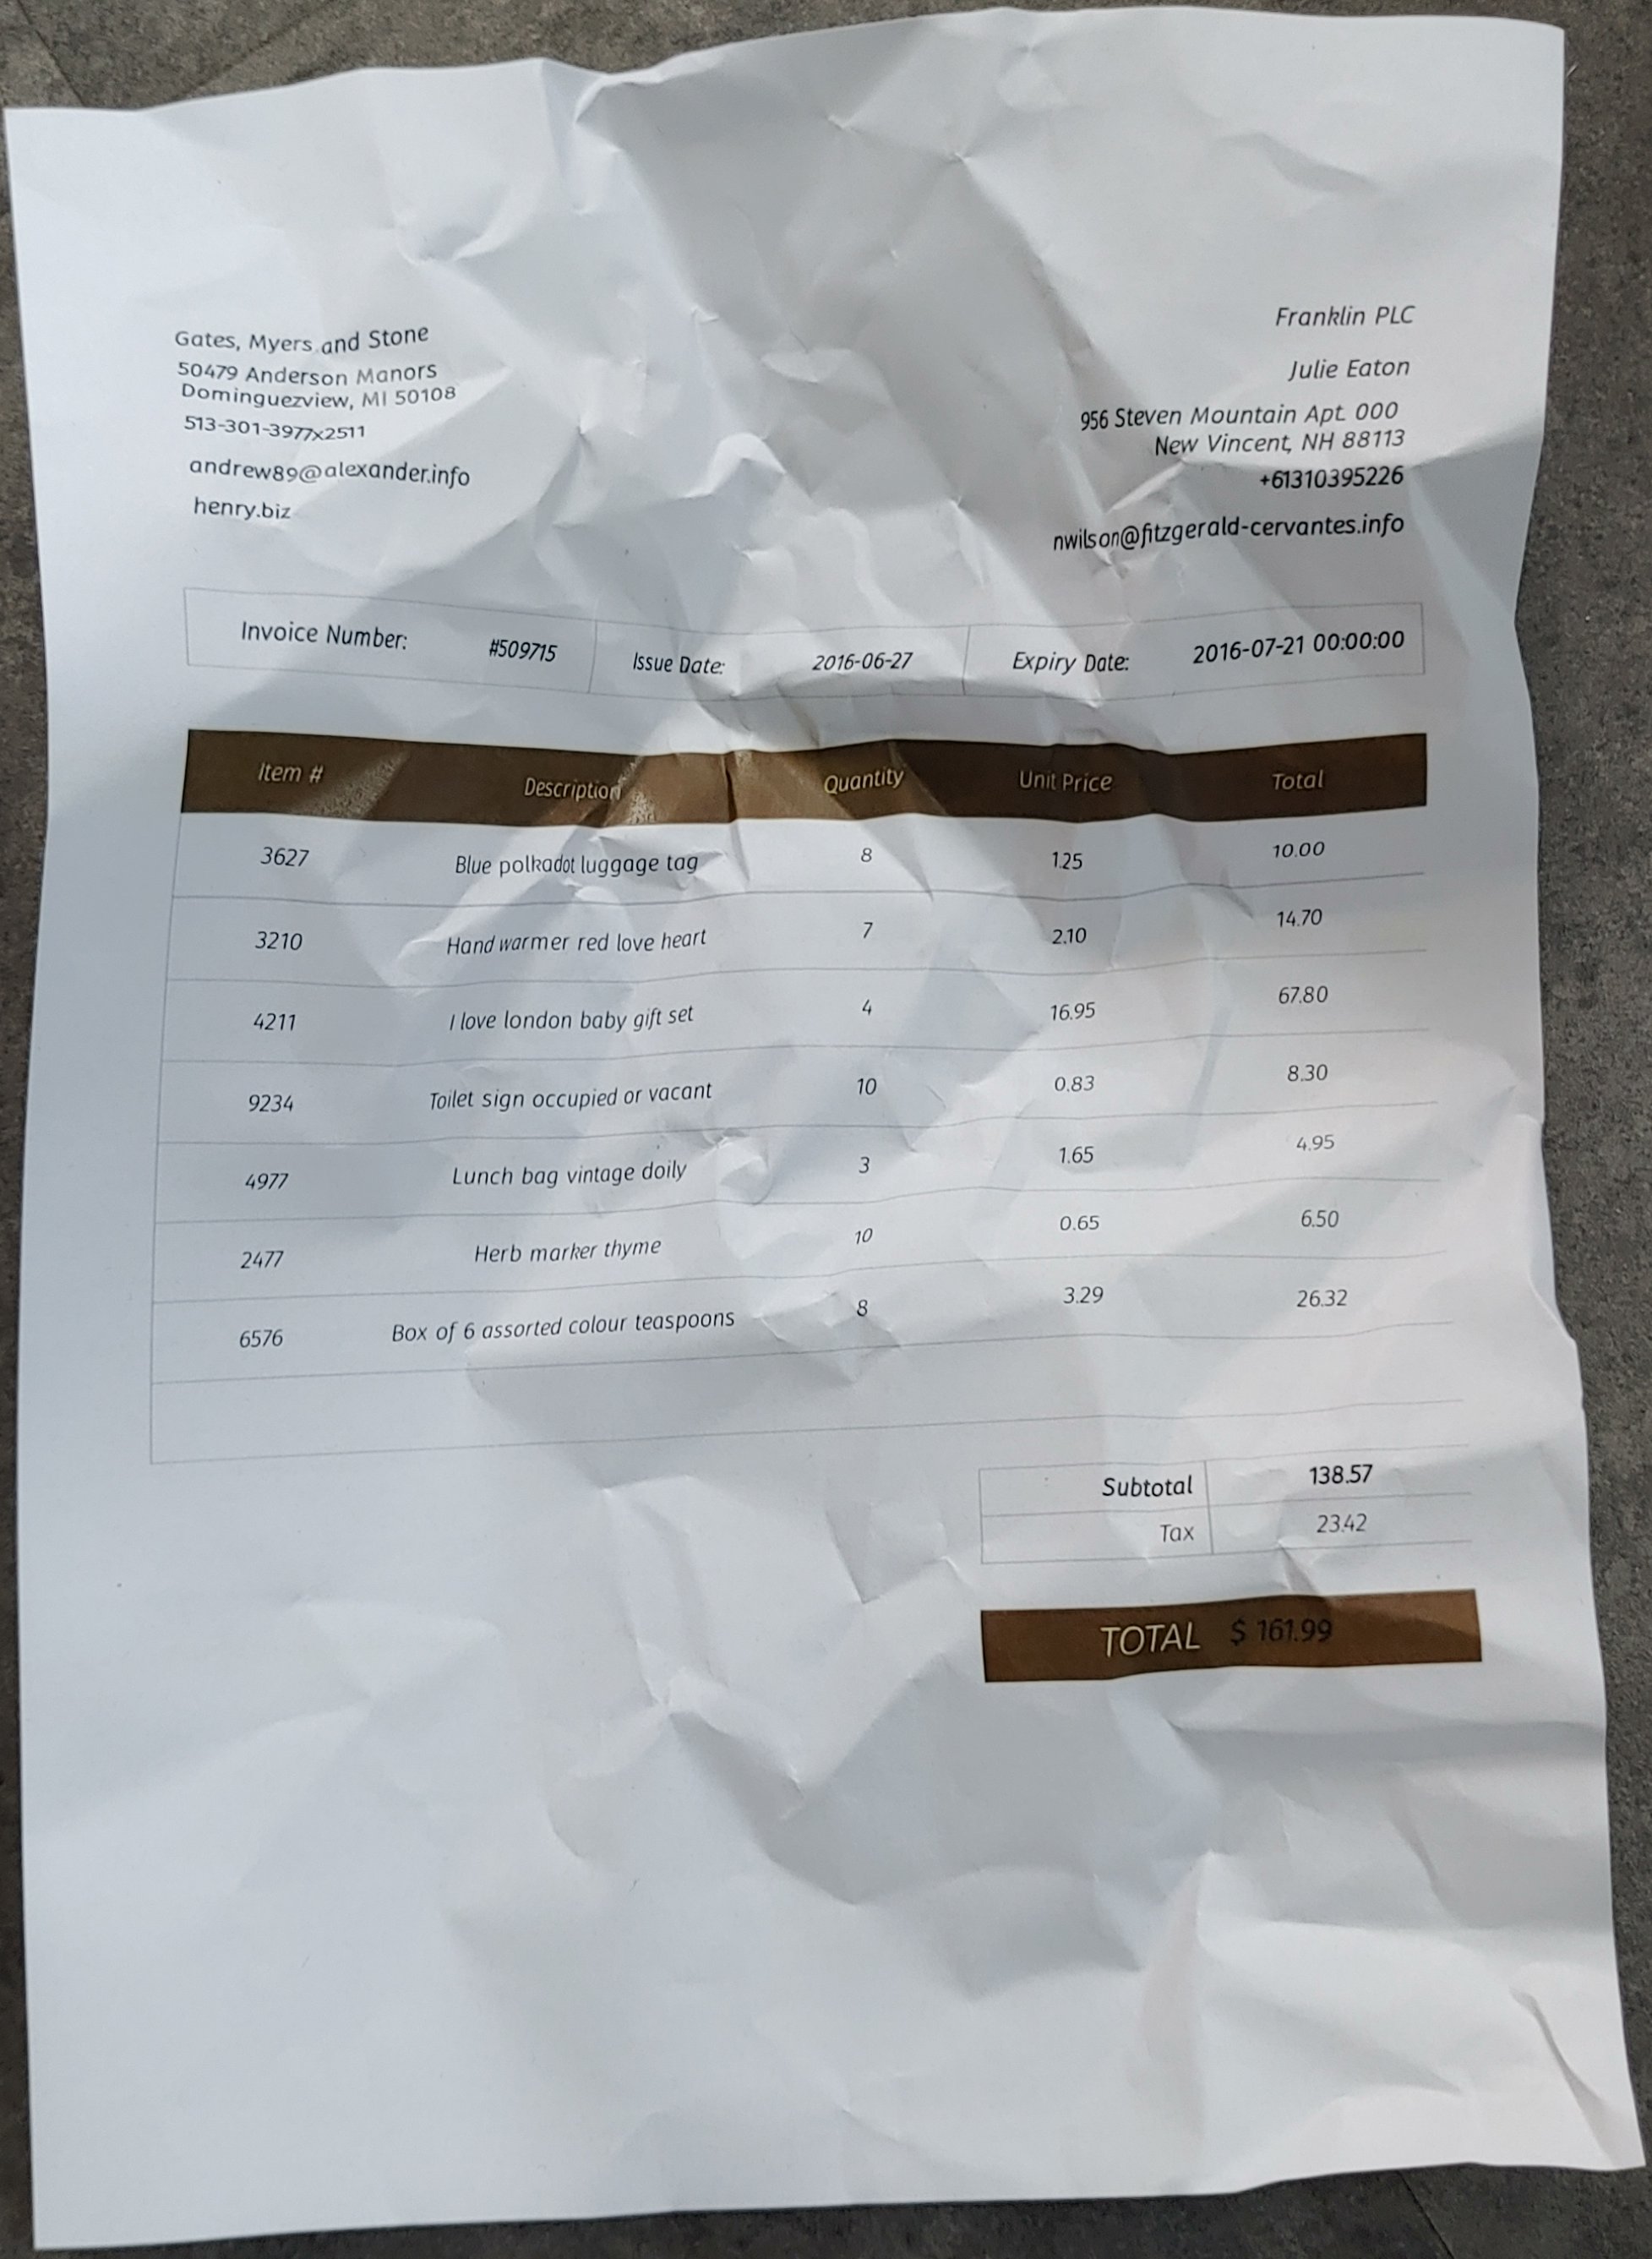 Gates, Myers and Stone
50479 Anderson Manors
Dominguezview, MI 50108
513-301-3977x2511
andrew89@alexander.info
henry.biz
Franklin PLC
Julie Eaton
956 Steven Mountain Apt. 000
New Vincent, NH 88113
+61310395226
nwilson@fitzgerald-cervantes.info
Invoice Number: #509715 Issue Date: 2016-06-27 Expiry Date: 2016-07-21 00:00:00
Item # Description Quantity Unit Price Total
3627 Blue polkadot luggage tag 8 1.25 10.00
3210 Hand warmer red love heart 7 2.10 14.70
4211 I love london baby gift set 4 16.95 67.80
9234 Toilet sign occupied or vacant 10 0.83 8.30
4977 Lunch bag vintage doily 3 1.65 4.95
2477 Herb marker thyme 10 0.65 6.50
6576 Box of 6 assorted colour teaspoons 8 3.29 26.32
Subtotal 138.57
Tax 23.42
TOTAL $ 161.99